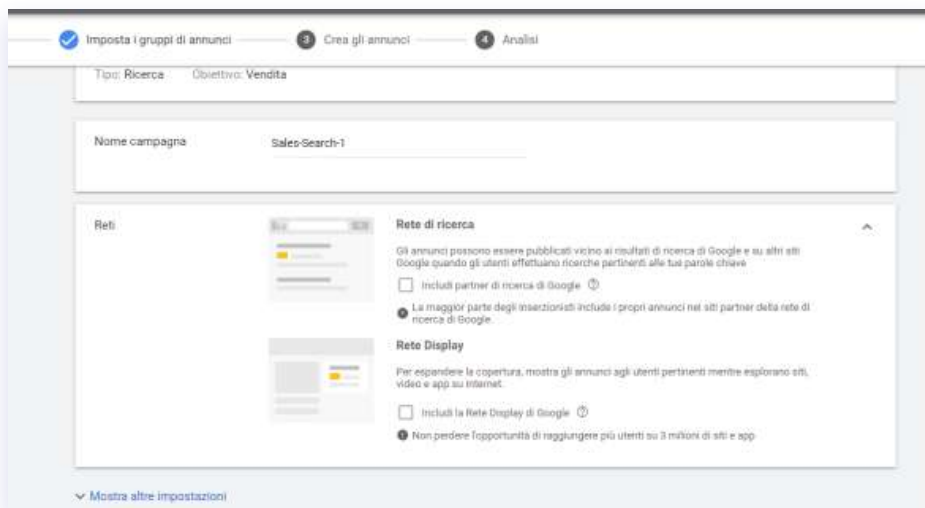 Imposta i gruppi di annunci 3 Crea gli annunci 4 Analisi
Tipo: Ricerca Obiettivo: Vendita
Nome campagna Sales-Search-1
Reti Rete di ricerca
Gli annunci possono essere pubblicati vicino ai risultati di ricerca di Google e su altri siti
Google quando gli utenti effettuano ricerche pertinenti alle tue parole chiave
Includi partner di ricerca di Google
La maggior parte degli inserzionisti include i propri annunci nei siti partner della rete di
ricerca di Google.
Rete Display
Per espandere la copertura, mostra gli annunci agli utenti pertinenti mentre esplorano siti,
video e app su Internet.
Includi la Rete Display di Google
Non perdere l'opportunità di raggiungere più utenti su 3 milioni di siti e app
Mostra altre impostazioni